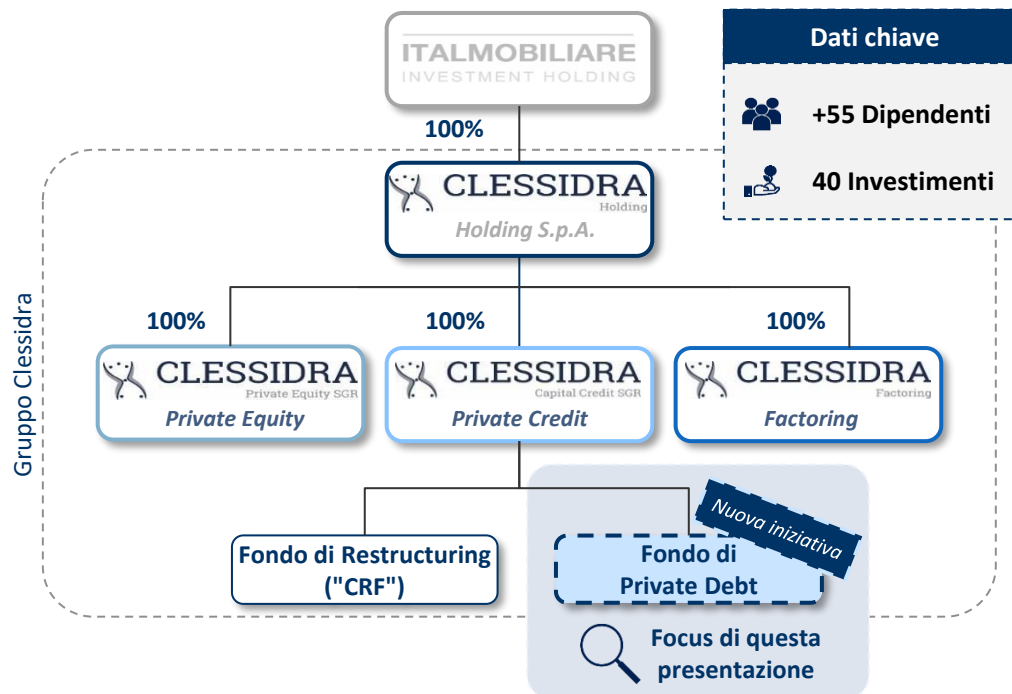 ITALMOBILIARE
INVESTMENT HOLDING
Dati chiave
+55 Dipendenti
40 Investimenti
100%
Gruppo Clessidra
CLESSIDRA
Holding
Holding S.p.A.
100%
100%
100%
CLESSIDRA
Private Equity SGR
Private Equity
CLESSIDRA
Capital Credit SGR
Private Credit
CLESSIDRA
Factoring
Factoring
Fondo di Restructuring
("CRF")
Nuova iniziativa
Fondo di
Private Debt
Focus di questa
presentazione